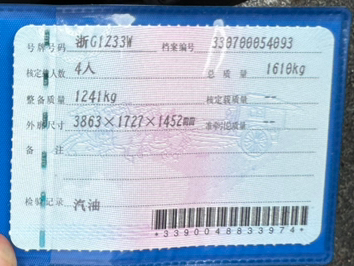 号牌号码 浙G1Z33W 档案编号 330700054093
核定载人数 4人 总质量 1610kg
整备质量 1241kg 核定载质量 --
外廓尺寸 3863×1727×1452㎜ 准牵引总质量 --
备注
检验记录 汽油
*3390048833974*